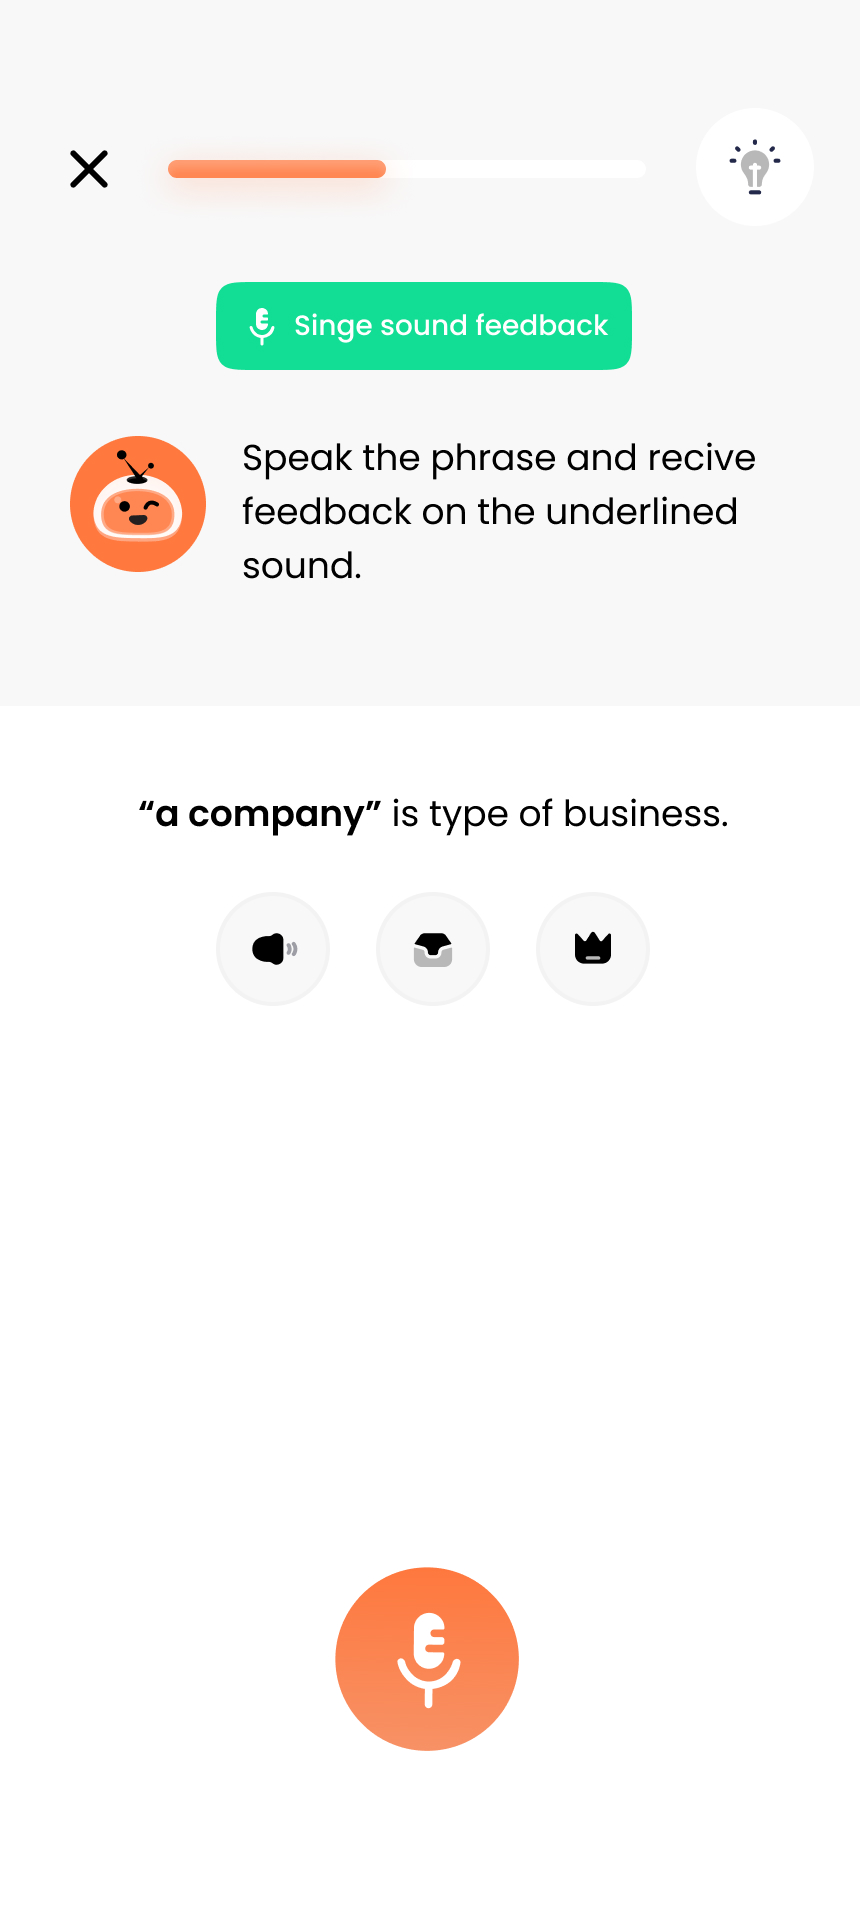 Singe sound feedback
Speak the phrase and recive
feedback on the underlined
sound.
“a company” is type of business.